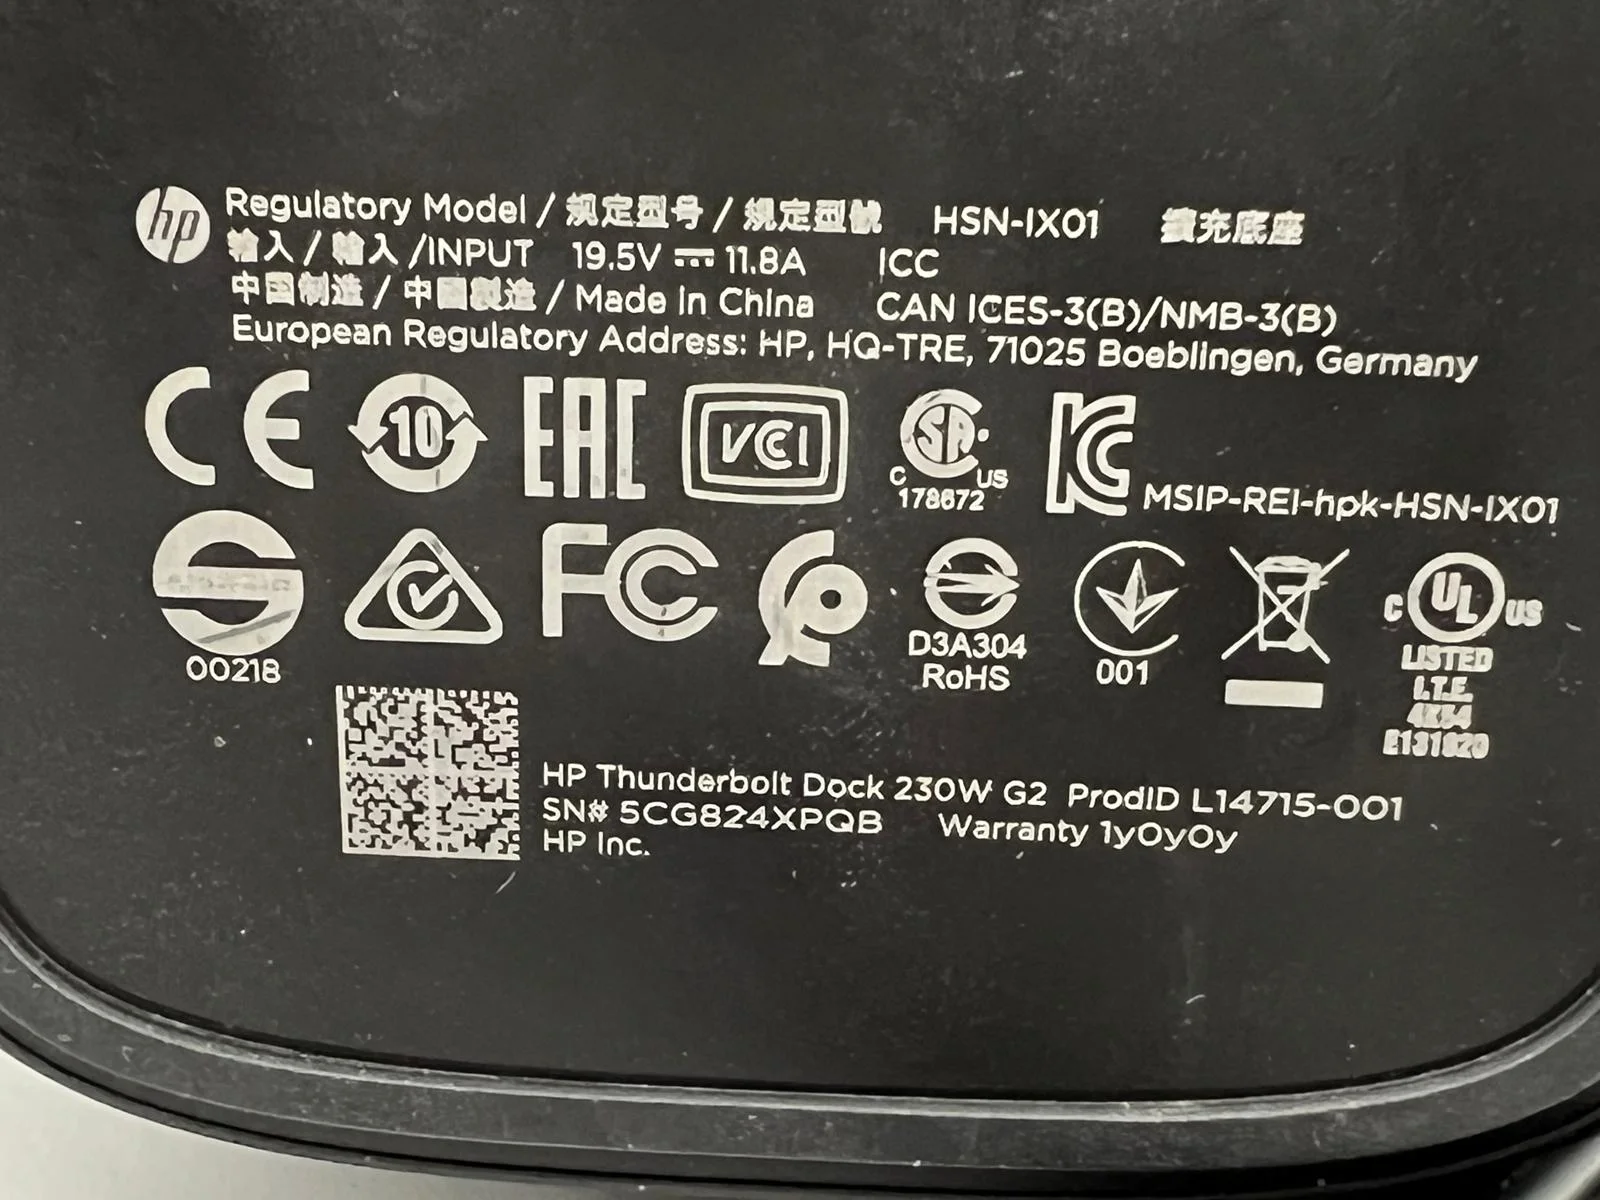 hp Regulatory Model / 规定型号 / 規定型號 HSN-IX01 擴充底座
输入 / 輸入 /INPUT 19.5V ⎓ 11.8A ICC
中国制造 / 中國製造 / Made in China CAN ICES-3(B)/NMB-3(B)
European Regulatory Address: HP, HQ-TRE, 71025 Boeblingen, Germany
CE 10 EAC VCCI C SA US KC
178672 MSIP-REI-hpk-HSN-IX01
FC C UL US
00218 D3A304 001 LISTED
RoHS I.T.E.
4K54
E131820
HP Thunderbolt Dock 230W G2 ProdID L14715-001
SN# 5CG824XPQB Warranty 1y0y0y
HP Inc.